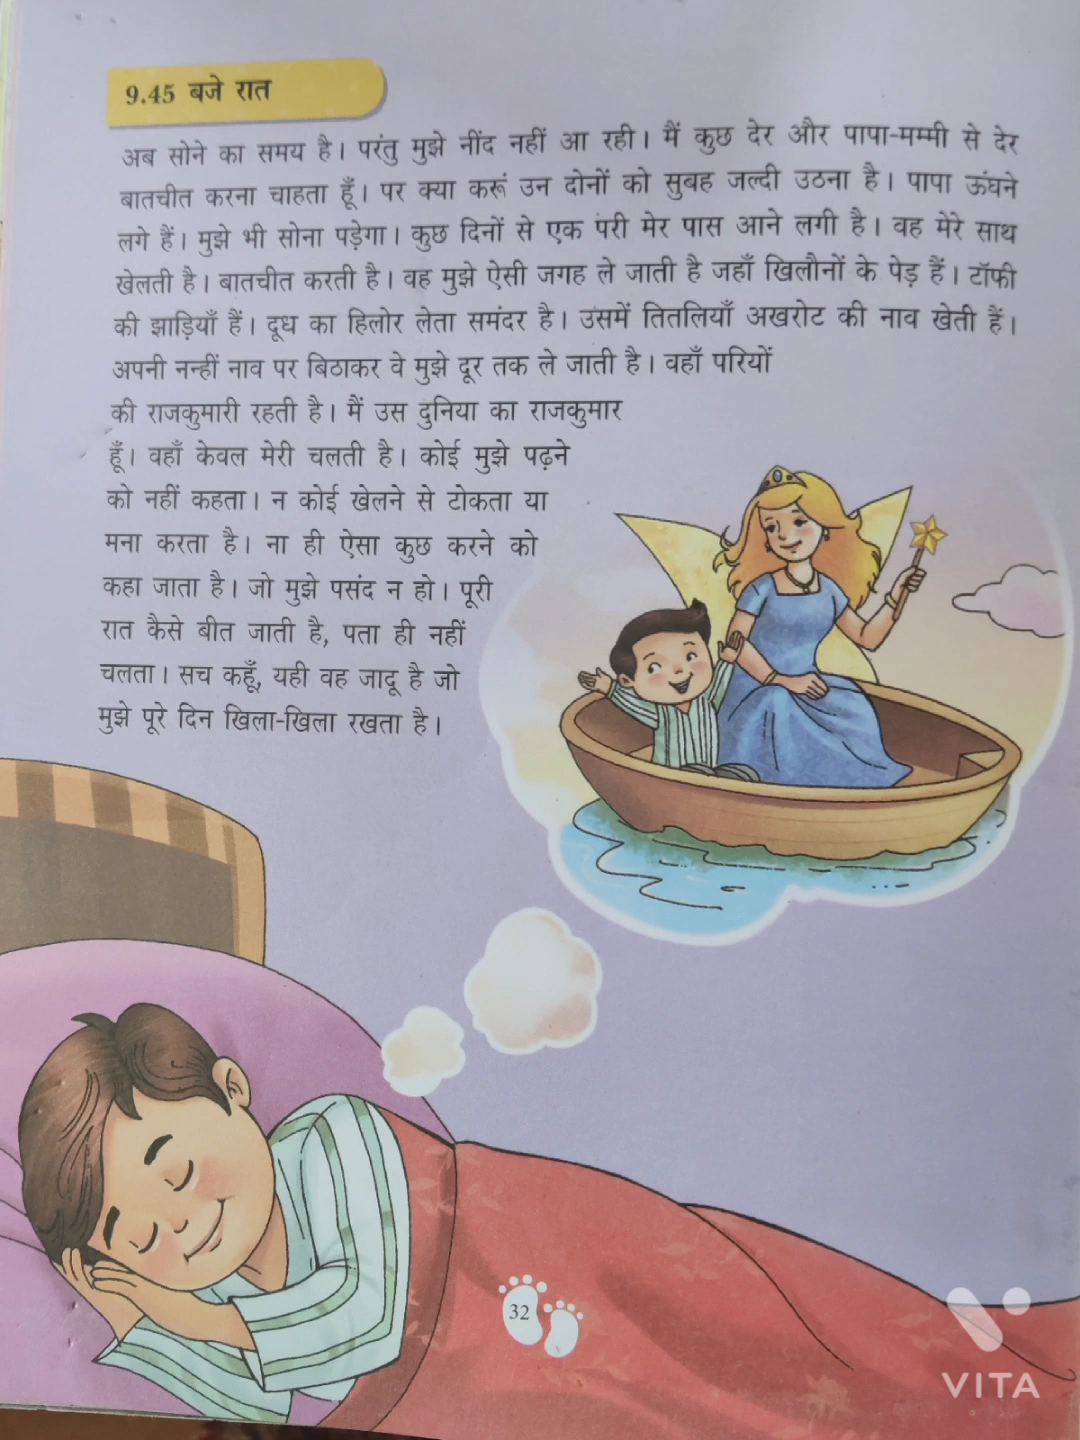 9.45 बजे रात
अब सोने का समय है। परंतु मुझे नींद नहीं आ रही। मैं कुछ देर और पापा-मम्मी से देर
बातचीत करना चाहता हूँ। पर क्या करूं उन दोनों को सुबह जल्दी उठना है। पापा ऊंघने
लगे हैं। मुझे भी सोना पड़ेगा। कुछ दिनों से एक परी मेर पास आने लगी है। वह मेरे साथ
खेलती है। बातचीत करती है। वह मुझे ऐसी जगह ले जाती है जहाँ खिलौनों के पेड़ हैं। टॉफी
की झाड़ियाँ हैं। दूध का हिलोर लेता समंदर है। उसमें तितलियाँ अखरोट की नाव खेती हैं।
अपनी नन्हीं नाव पर बिठाकर वे मुझे दूर तक ले जाती है। वहाँ परियों
की राजकुमारी रहती है। मैं उस दुनिया का राजकुमार
हूँ। वहाँ केवल मेरी चलती है। कोई मुझे पढ़ने
को नहीं कहता। न कोई खेलने से टोकता या
मना करता है। ना ही ऐसा कुछ करने को
कहा जाता है। जो मुझे पसंद न हो। पूरी
रात कैसे बीत जाती है, पता ही नहीं
चलता। सच कहूँ, यही वह जादू है जो
मुझे पूरे दिन खिला-खिला रखता है।
32
VITA